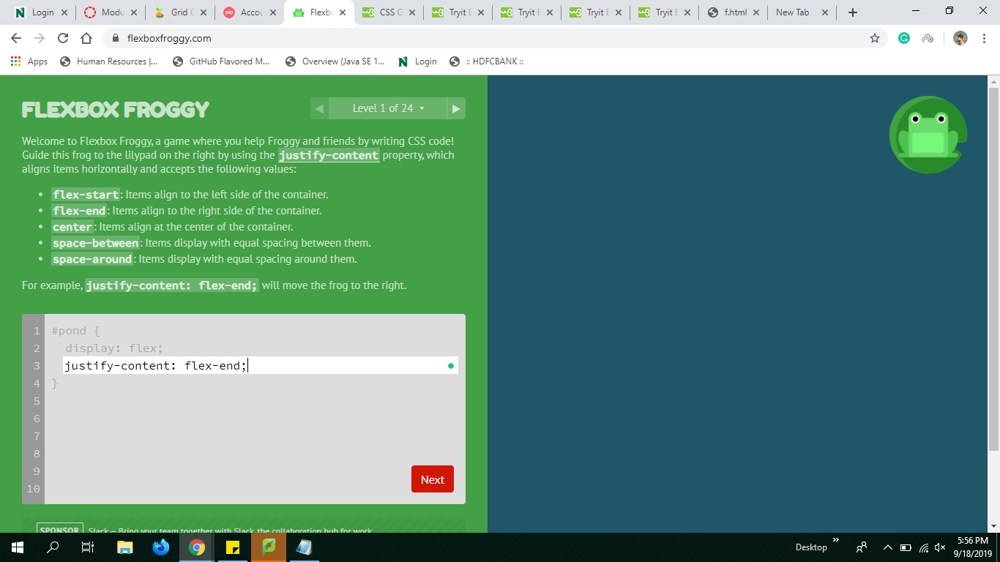 Login
Modu
Grid C
Accou
Flexbo
CSS G
Tryit E
Tryit E
Tryit E
Tryit E
f.html
New Tab
flexboxfroggy.com
Apps
Human Resources |...
GitHub Flavored M...
Overview (Java SE 1...
Login
:: HDFCBANK ::
FLEXBOX FROGGY
Level 1 of 24
Welcome to Flexbox Froggy, a game where you help Froggy and friends by writing CSS code!
Guide this frog to the lilypad on the right by using the justify-content property, which
aligns items horizontally and accepts the following values:
• flex-start: Items align to the left side of the container.
• flex-end: Items align to the right side of the container.
• center: Items align at the center of the container.
• space-between: Items display with equal spacing between them.
• space-around: Items display with equal spacing around them.
For example, justify-content: flex-end; will move the frog to the right.
1 #pond {
2 display: flex;
3 justify-content: flex-end;
4 }
5
6
7
8
9
10
Next
SPONSOR Slack — Bring your team together with Slack, the collaboration hub for work.
Desktop
5:56 PM
9/18/2019